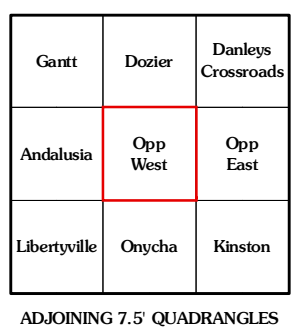 Gantt
Dozier
Danleys
Crossroads
Andalusia
Opp
West
Opp
East
Libertyville
Onycha
Kinston
ADJOINING 7.5' QUADRANGLES